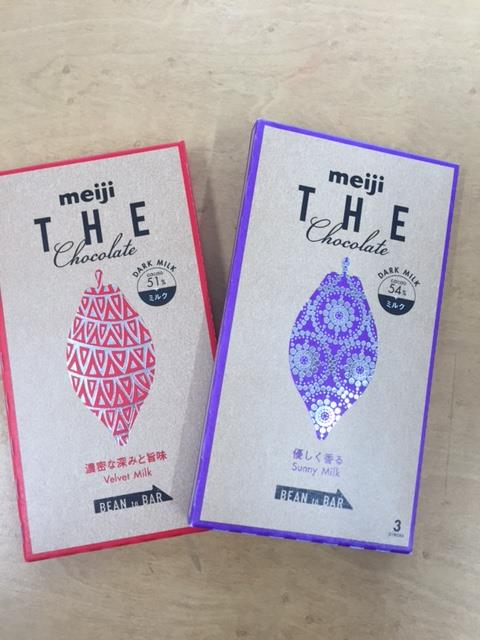 meiji
THE
Chocolate
DARK MILK
cacao
51%
ミルク
濃密な深みと旨味
Velvet Milk
BEAN to BAR
meiji
THE
Chocolate
DARK MILK
cacao
54%
ミルク
優しく香る
Sunny Milk
BEAN to BAR
3